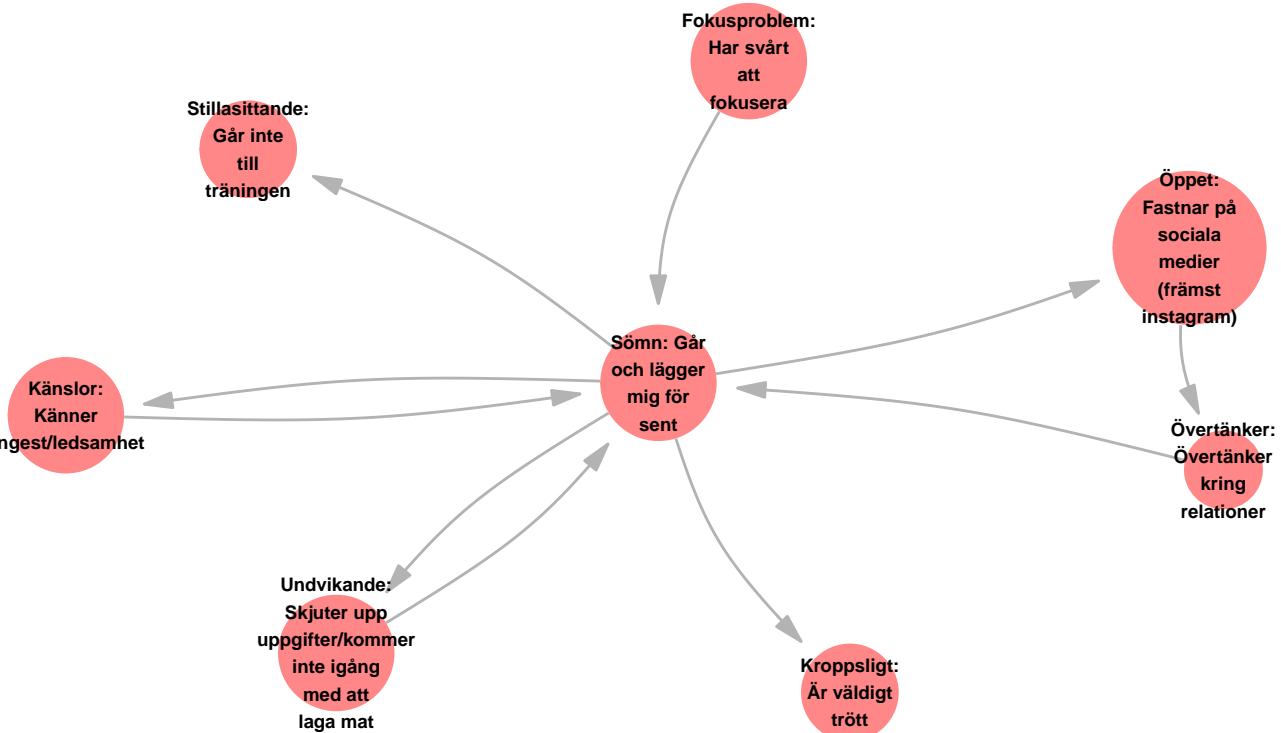 Fokusproblem:
Har svårt
att
fokusera
Stillasittande:
Går inte
till
träningen
Öppet:
Fastnar på
sociala
medier
(främst
instagram)
Sömn: Går
och lägger
mig för
sent
Känslor:
Känner
ngest/ledsamhet
Övertänker:
Övertänker
kring
relationer
Undvikande:
Skjuter upp
uppgifter/kommer
inte igång
med att
laga mat
Kroppsligt:
Är väldigt
trött